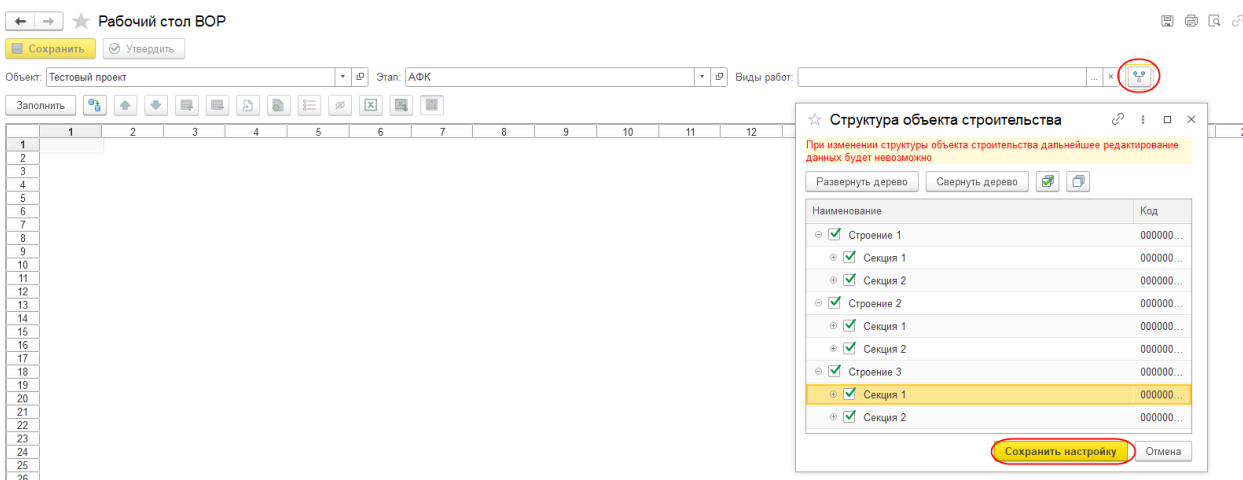 Рабочий стол ВОР
Сохранить Утвердить
Объект: Тестовый проект Этап: АФК Виды работ:
Заполнить
1 2 3 4 5 6 7 8 9 10 11 12
1
2
3
4
5
6
7
8
9
10
11
12
13
14
15
16
17
18
19
20
21
22
23
24
25
26
Структура объекта строительства
При изменении структуры объекта строительства дальнейшее редактирование
данных будет невозможно
Развернуть дерево Свернуть дерево
Наименование Код
Строение 1 000000...
Секция 1 000000...
Секция 2 000000...
Строение 2 000000...
Секция 1 000000...
Секция 2 000000...
Строение 3 000000...
Секция 1 000000...
Секция 2 000000...
Сохранить настройку Отмена